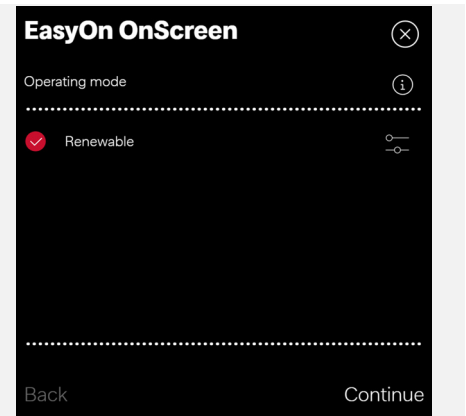 EasyOn OnScreen
Operating mode
Renewable
Back
Continue